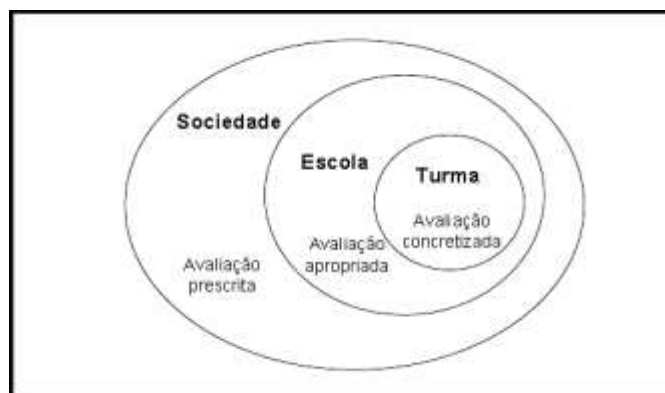 Sociedade
Escola
Turma
Avaliação
concretizada
Avaliação
apropriada
Avaliação
prescrita